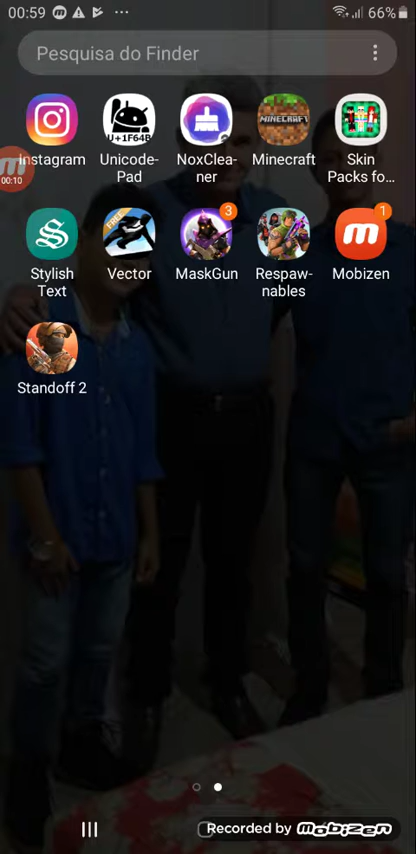 00:59 66%
Pesquisa do Finder
U+1F64B
MINECRAFT
Instagram
Unicode-
Pad
NoxClea-
ner
Minecraft
Skin
Packs fo...
00:10
FREE
3
1
Stylish
Text
Vector
MaskGun
Respaw-
nables
Mobizen
Standoff 2
Recorded by mobizen